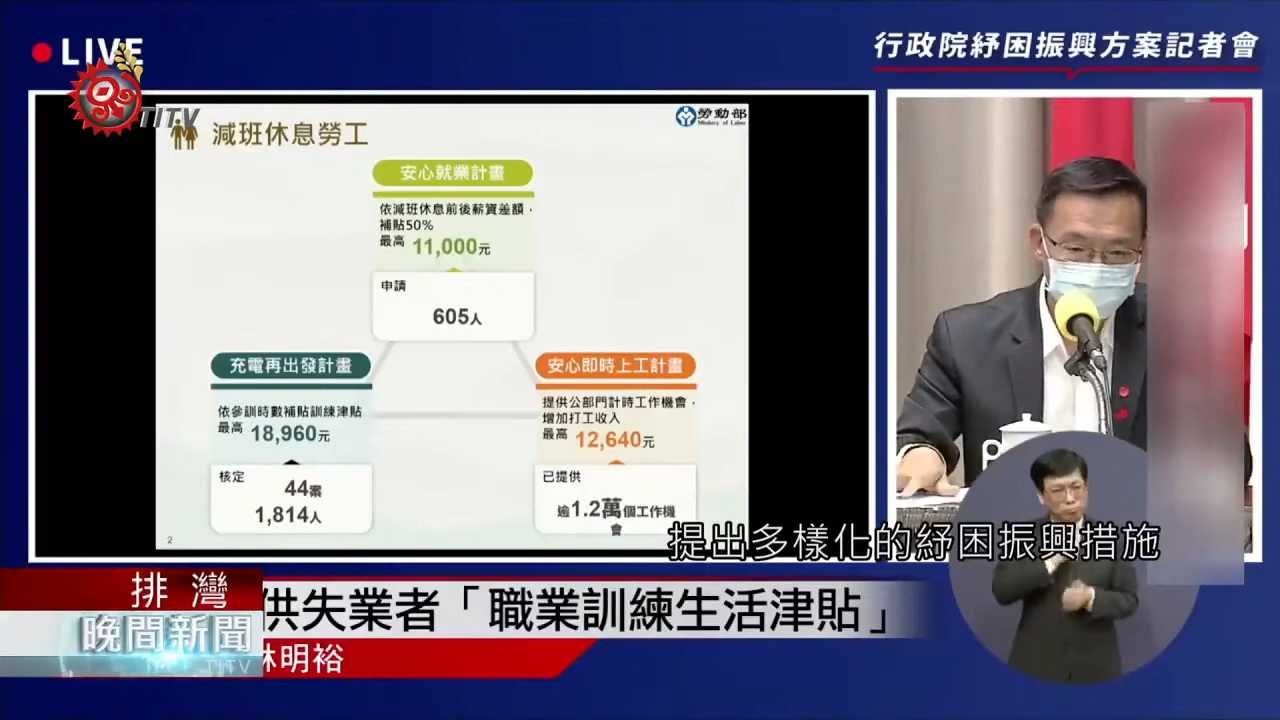 LIVE
TITV
行政院紓困振興方案記者會
減班休息勞工
勞動部
Ministry of Labor
安心就業計畫
依減班休息前後薪資差額，
補貼50%
最高 11,000元
申請
605人
充電再出發計畫
依參訓時數補貼訓練津貼
最高 18,960元
核定
44案
1,814人
安心即時上工計畫
提供公部門計時工作機會，
增加打工收入
最高 12,640元
已提供
逾1.2萬個工作機
會
2
提出多樣化的紓困振興措施
排灣
晚間新聞
TITV
供失業者「職業訓練生活津貼」
林明裕